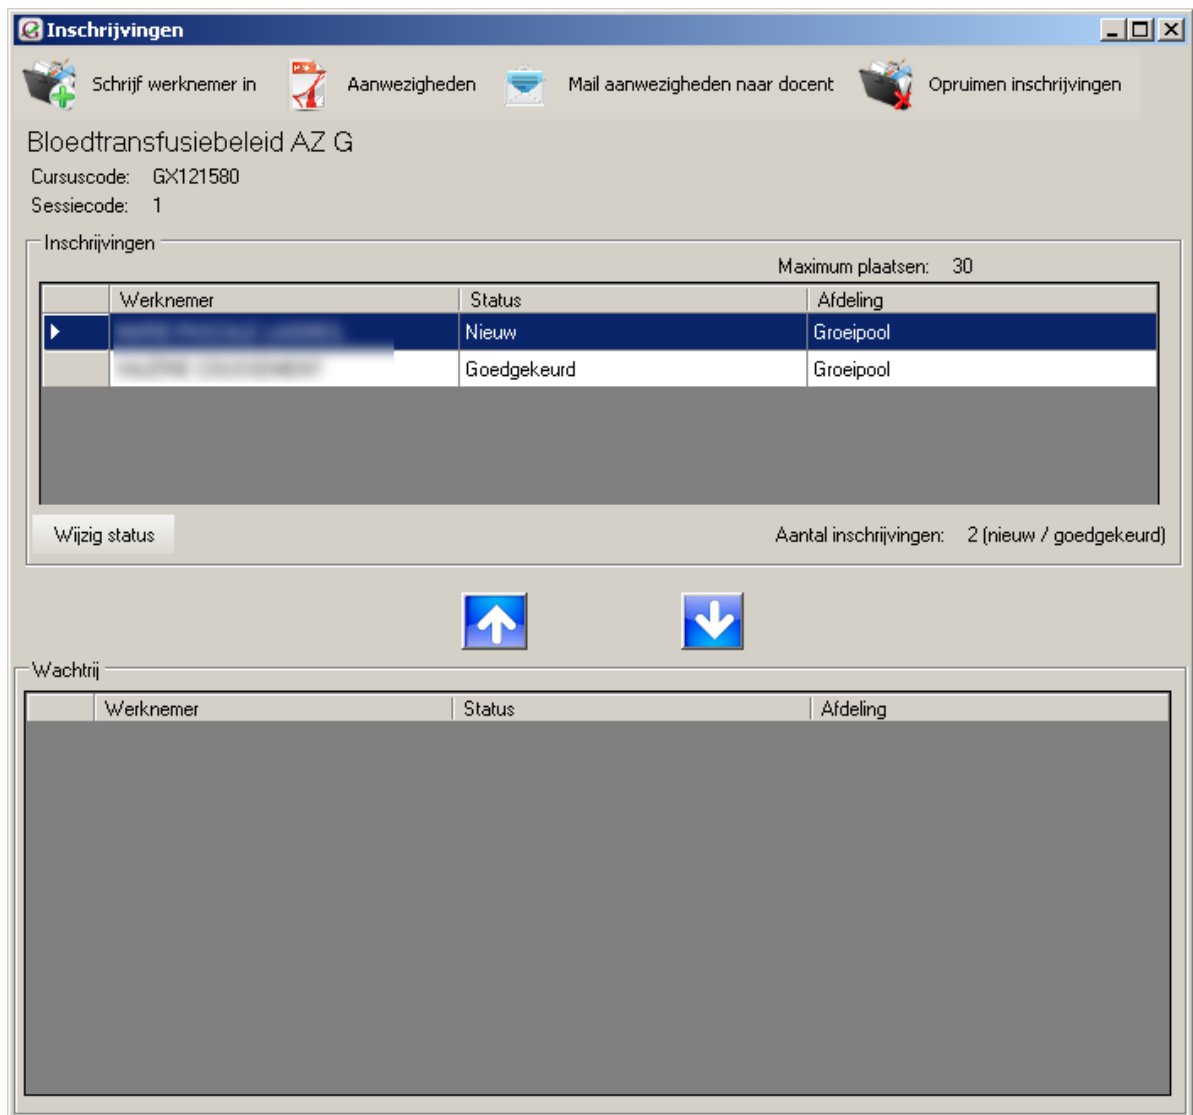 Inschrijvingen
Schrijf werknemer in Aanwezigheden Mail aanwezigheden naar docent Opruimen inschrijvingen
Bloedtransfusiebeleid AZ G
Cursuscode: GX121580
Sessiecode: 1
Inschrijvingen
Maximum plaatsen: 30
Werknemer Status Afdeling
Nieuw Groeipool
Goedgekeurd Groeipool
Wijzig status Aantal inschrijvingen: 2 (nieuw / goedgekeurd)
Wachtrij
Werknemer Status Afdeling